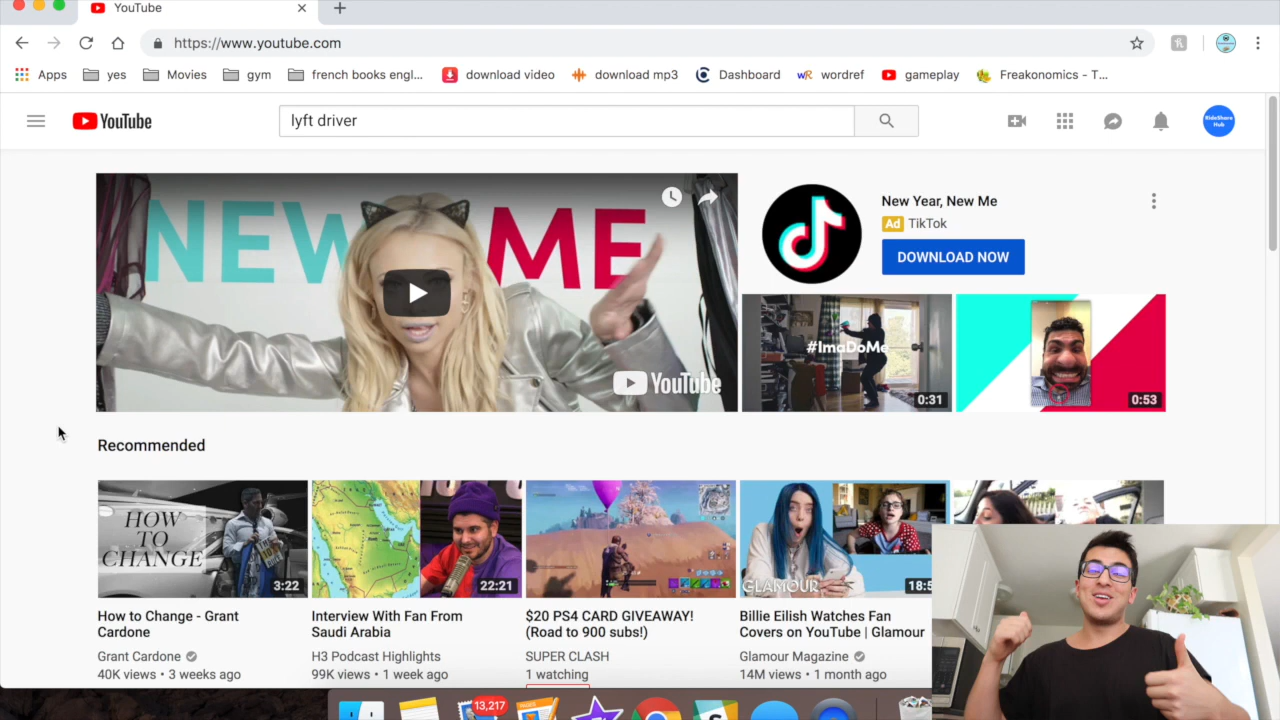 YouTube
https://www.youtube.com
Apps
yes
Movies
gym
french books engl...
download video
download mp3
Dashboard
wR
wordref
gameplay
Freakonomics - T...
YouTube
lyft driver
RideShare
Hub
NEW ME
YouTube
New Year, New Me
Ad TikTok
DOWNLOAD NOW
#ImaDoMe
0:31
0:53
Recommended
HOW
TO
CHANGE
3:22
22:21
GLAMOUR
18:5
How to Change - Grant
Cardone
Grant Cardone
40K views • 3 weeks ago
Interview With Fan From
Saudi Arabia
H3 Podcast Highlights
99K views • 1 week ago
$20 PS4 CARD GIVEAWAY!
(Road to 900 subs!)
SUPER CLASH
1 watching
Billie Eilish Watches Fan
Covers on YouTube | Glamour
Glamour Magazine
14M views • 1 month ago
13,217
PAGES